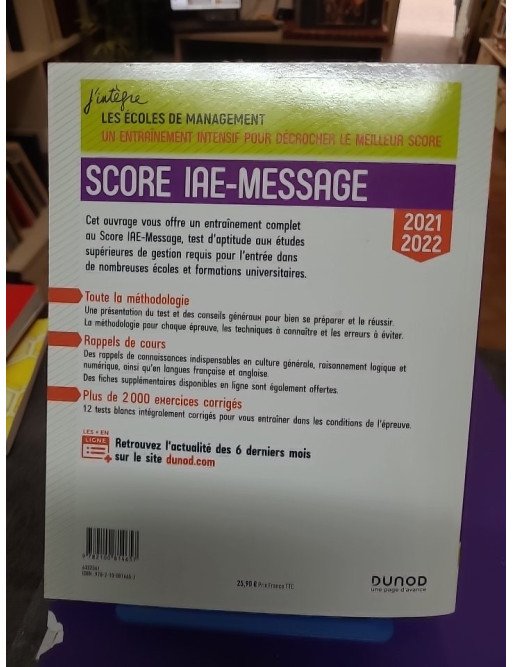 J'intègre
LES ÉCOLES DE MANAGEMENT
UN ENTRAÎNEMENT INTENSIF POUR DÉCROCHER LE MEILLEUR SCORE
SCORE IAE-MESSAGE
2021
2022
Cet ouvrage vous offre un entraînement complet
au Score IAE-Message, test d'aptitude aux études
supérieures de gestion requis pour l'entrée dans
de nombreuses écoles et formations universitaires.
Toute la méthodologie
Une présentation du test et des conseils généraux pour bien se préparer et le réussir.
La méthodologie pour chaque épreuve, les techniques à connaître et les erreurs à éviter.
Rappels de cours
Des rappels de connaissances indispensables en culture générale, raisonnement logique et
numérique, ainsi qu'en langues française et anglaise.
Des fiches supplémentaires disponibles en ligne sont également offertes.
Plus de 2000 exercices corrigés
12 tests blancs intégralement corrigés pour vous entraîner dans les conditions de l'épreuve.
LES + EN
LIGNE
Retrouvez l'actualité des 6 derniers mois
sur le site dunod.com
25,90 € Prix France TTC
DUNOD
une page d'avance